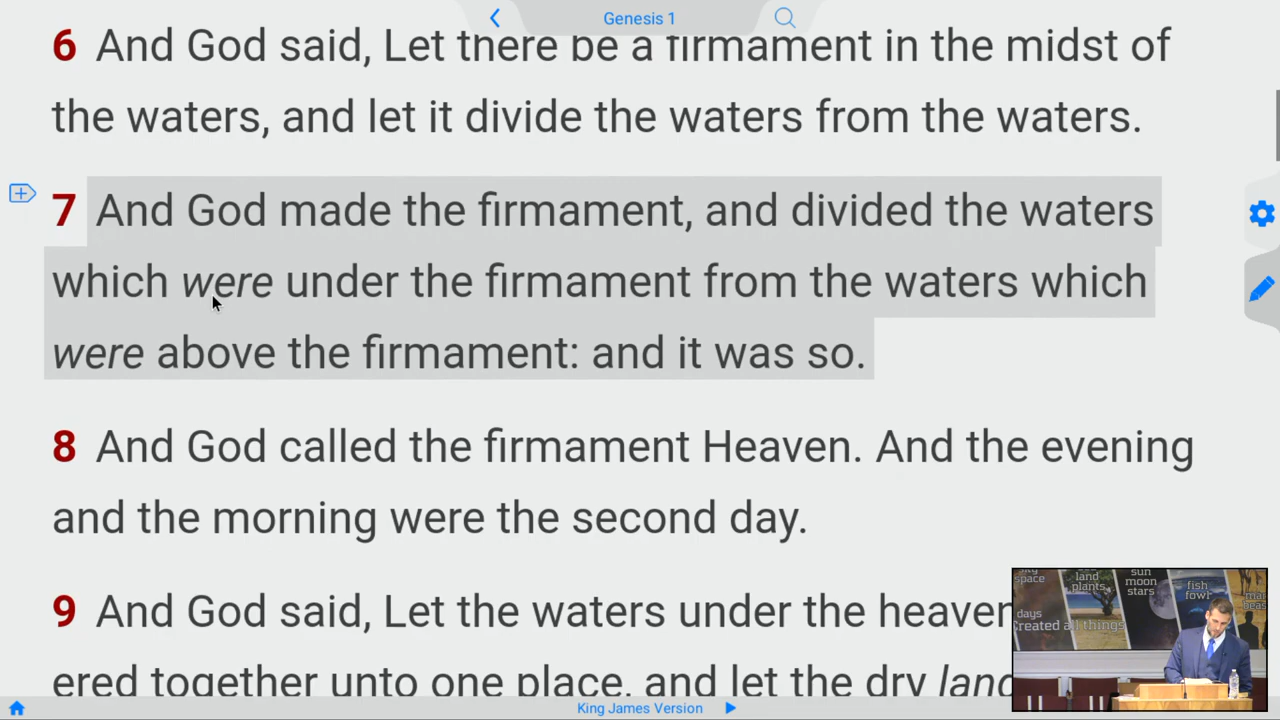 Genesis 1
6 And God said, Let there be a firmament in the midst of
the waters, and let it divide the waters from the waters.
7 And God made the firmament, and divided the waters
which were under the firmament from the waters which
were above the firmament: and it was so.
8 And God called the firmament Heaven. And the evening
and the morning were the second day.
9 And God said, Let the waters under the heaven
ered together unto one place, and let the dry land
space
land
plants
sun
moon
stars
fish
fowl
days
Created all things
King James Version